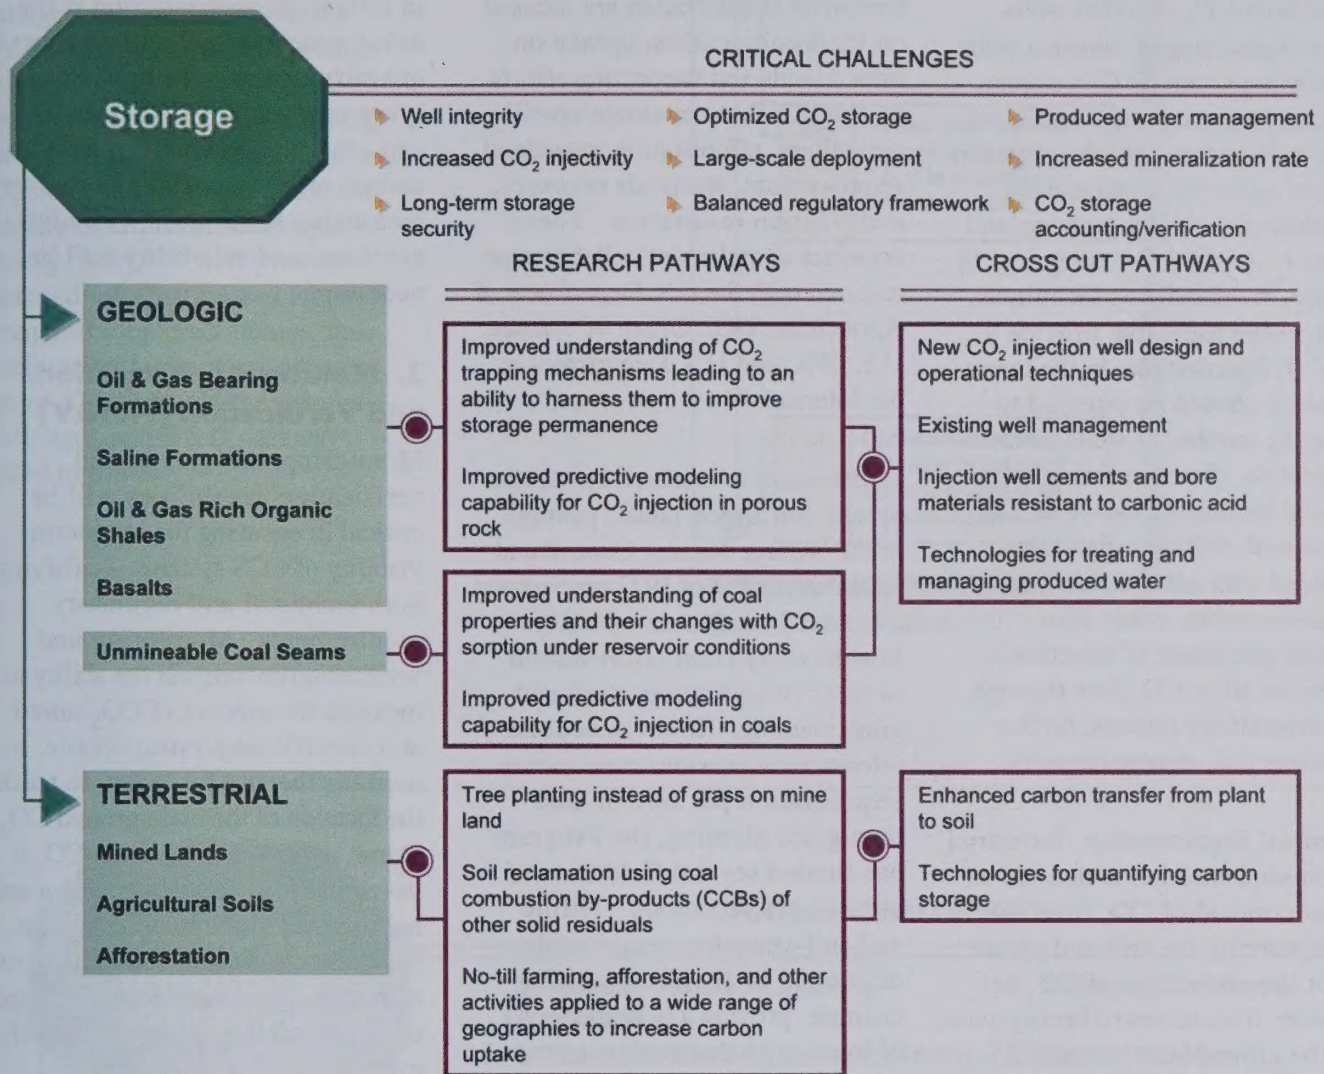 Storage
CRITICAL CHALLENGES
Well integrity
Increased CO₂ injectivity
Long-term storage
security
Optimized CO₂ storage
Large-scale deployment
Balanced regulatory framework
Produced water management
Increased mineralization rate
CO₂ storage
accounting/verification
RESEARCH PATHWAYS
CROSS CUT PATHWAYS
GEOLOGIC
Oil & Gas Bearing
Formations
Saline Formations
Oil & Gas Rich Organic
Shales
Basalts
Unmineable Coal Seams
Improved understanding of CO₂
trapping mechanisms leading to an
ability to harness them to improve
storage permanence
Improved predictive modeling
capability for CO₂ injection in porous
rock
Improved understanding of coal
properties and their changes with CO₂
sorption under reservoir conditions
Improved predictive modeling
capability for CO₂ injection in coals
New CO₂ injection well design and
operational techniques
Existing well management
Injection well cements and bore
materials resistant to carbonic acid
Technologies for treating and
managing produced water
TERRESTRIAL
Mined Lands
Agricultural Soils
Afforestation
Tree planting instead of grass on mine
land
Soil reclamation using coal
combustion by-products (CCBs) of
other solid residuals
No-till farming, afforestation, and other
activities applied to a wide range of
geographies to increase carbon
uptake
Enhanced carbon transfer from plant
to soil
Technologies for quantifying carbon
storage